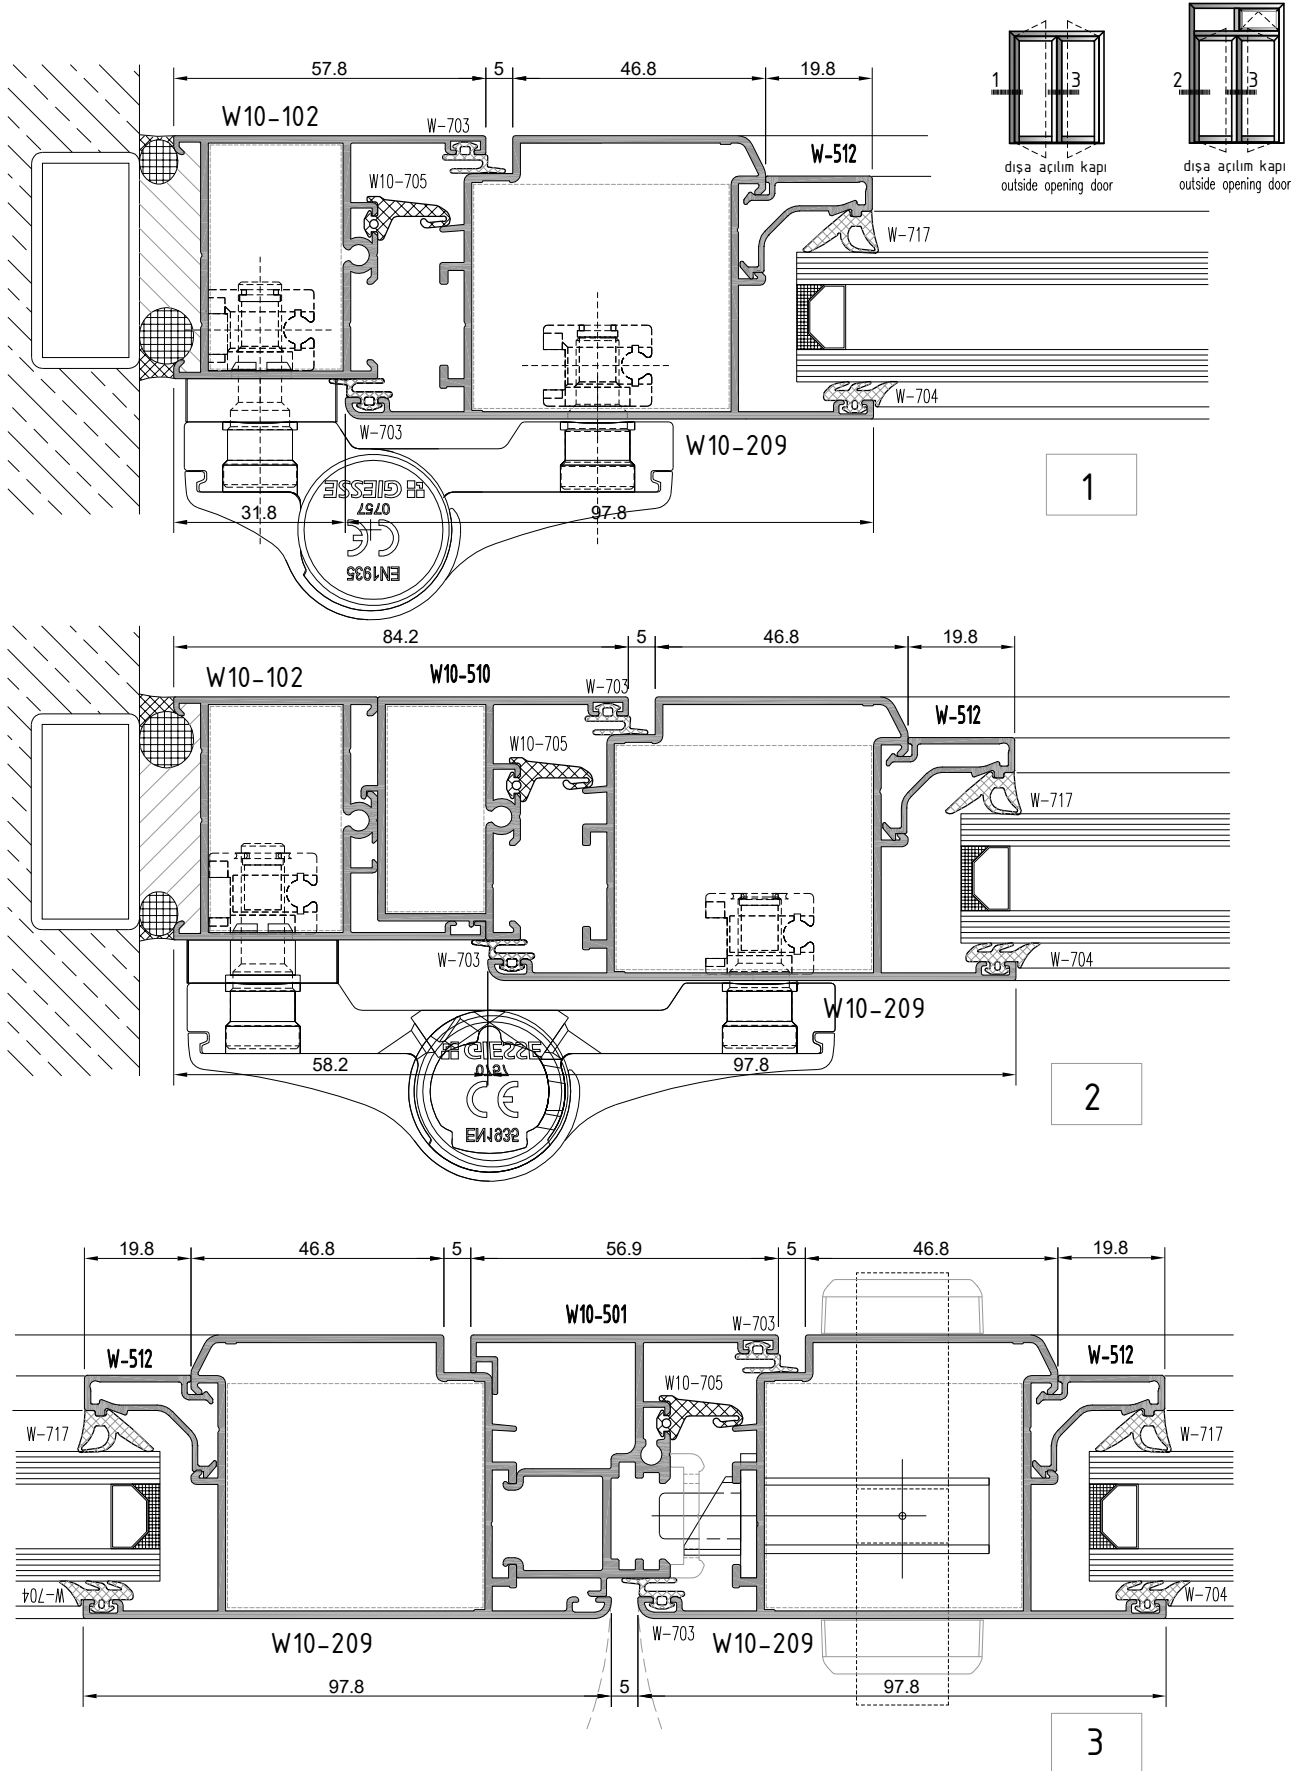 57.8 5 46.8 19.8
W10-102
W-703
W-512
W10-705
W-717
W-704
W-703
W10-209
GIESSE
0757
CE
EN1935
31.8 97.8
1
1 3
dışa açılım kapı
outside opening door
2 3
dışa açılım kapı
outside opening door
84.2 5 46.8 19.8
W10-102
W10-510
W-703
W-512
W10-705
W-717
W-703
W-704
W10-209
GIESSE
0757
CE
EN1935
58.2 97.8
2
19.8 46.8 5 56.9 5 46.8 19.8
W10-501
W-703
W-512
W-512
W10-705
W-717
W-717
W-704
W-704
W-703
W10-209
W10-209
97.8 5 97.8
3